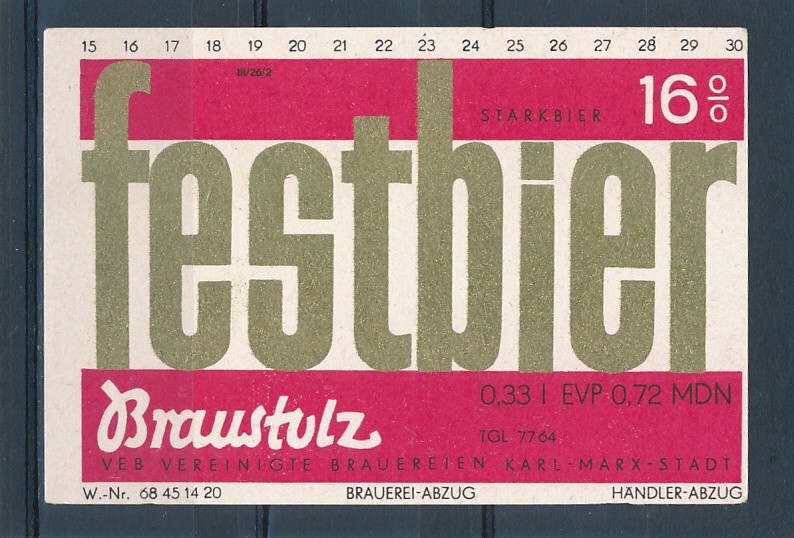 15 16 17 18 19 20 21 22 23 24 25 26 27 28 29 30
III/26/2
STARKBIER 16 %
festbier
Braustolz
0,33 l EVP 0,72 MDN
TGL 7764
VEB VEREINIGTE BRAUEREIEN KARL-MARX-STADT
W.-Nr. 68 45 14 20 BRAUEREI-ABZUG HÄNDLER-ABZUG